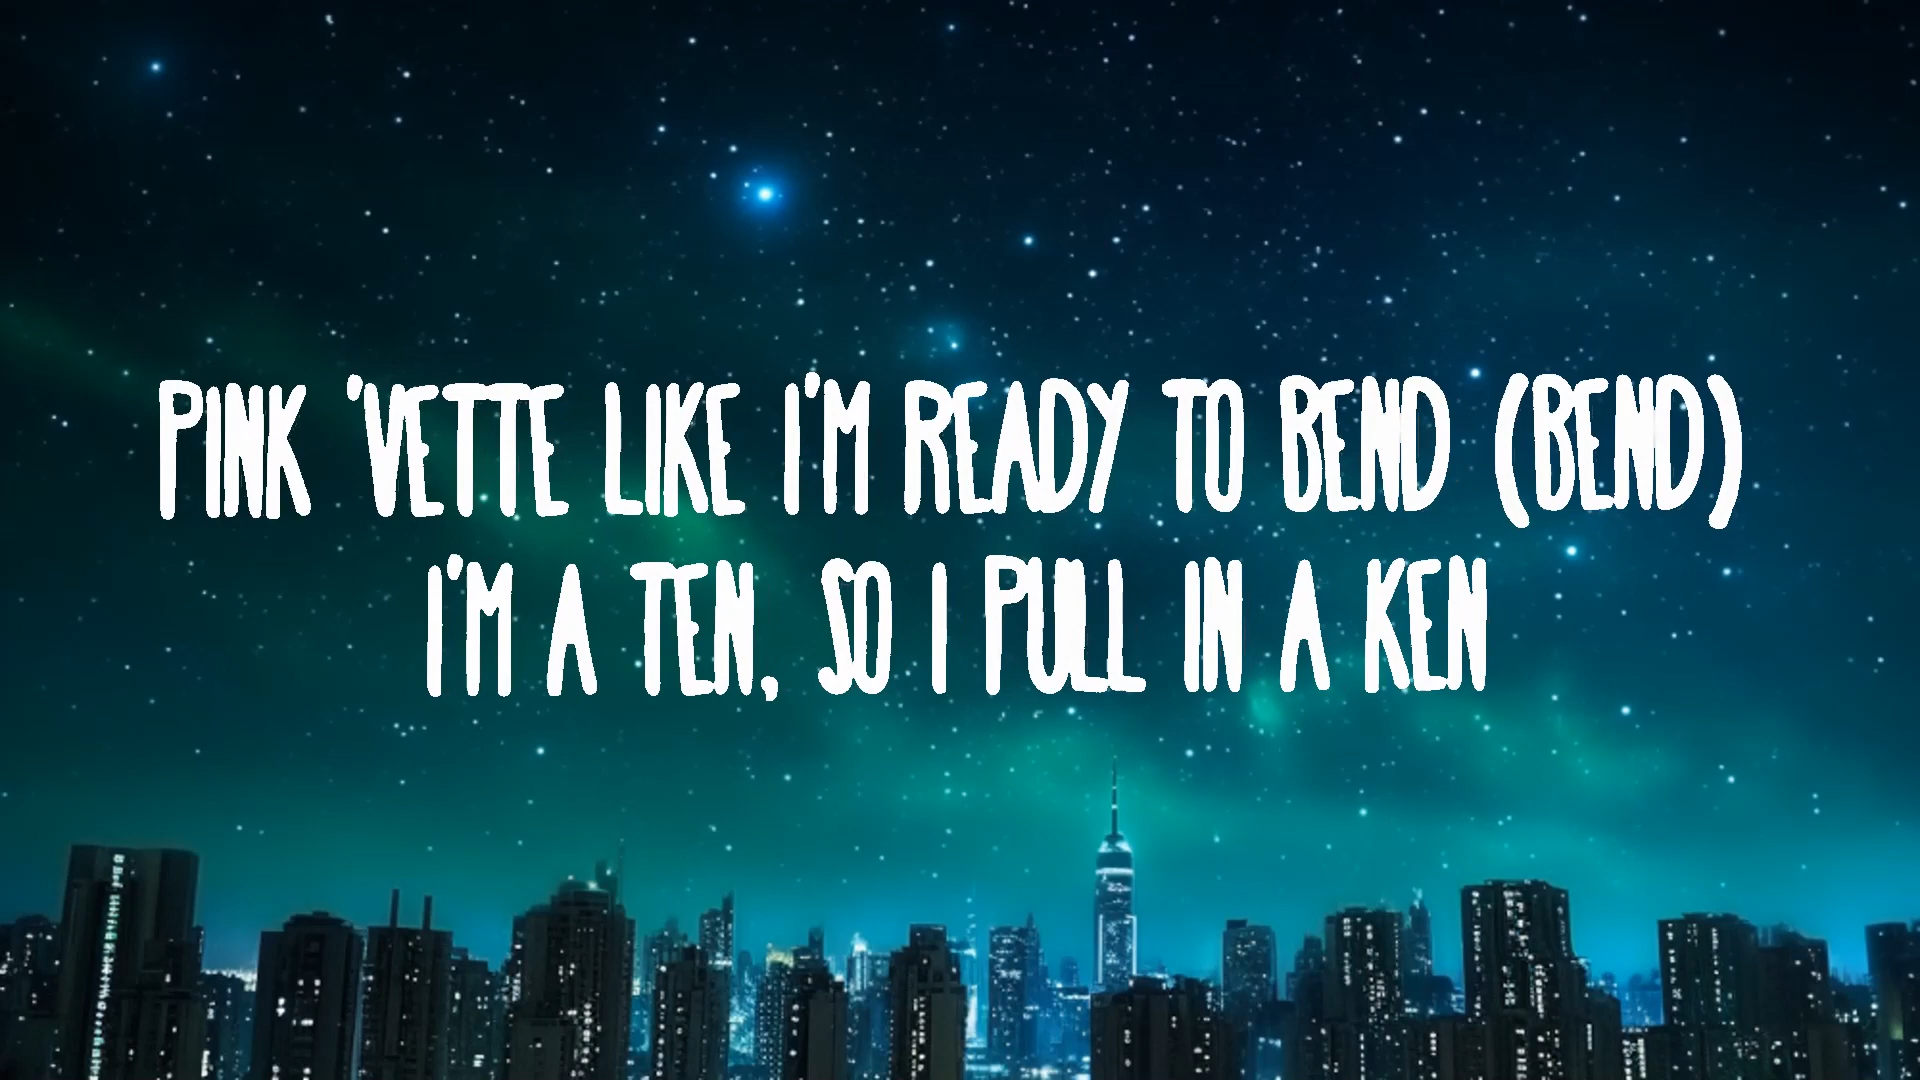 PINK 'VETTE LIKE I'M READY TO BEND (BEND)
I'M A TEN, SO I PULL IN A KEN